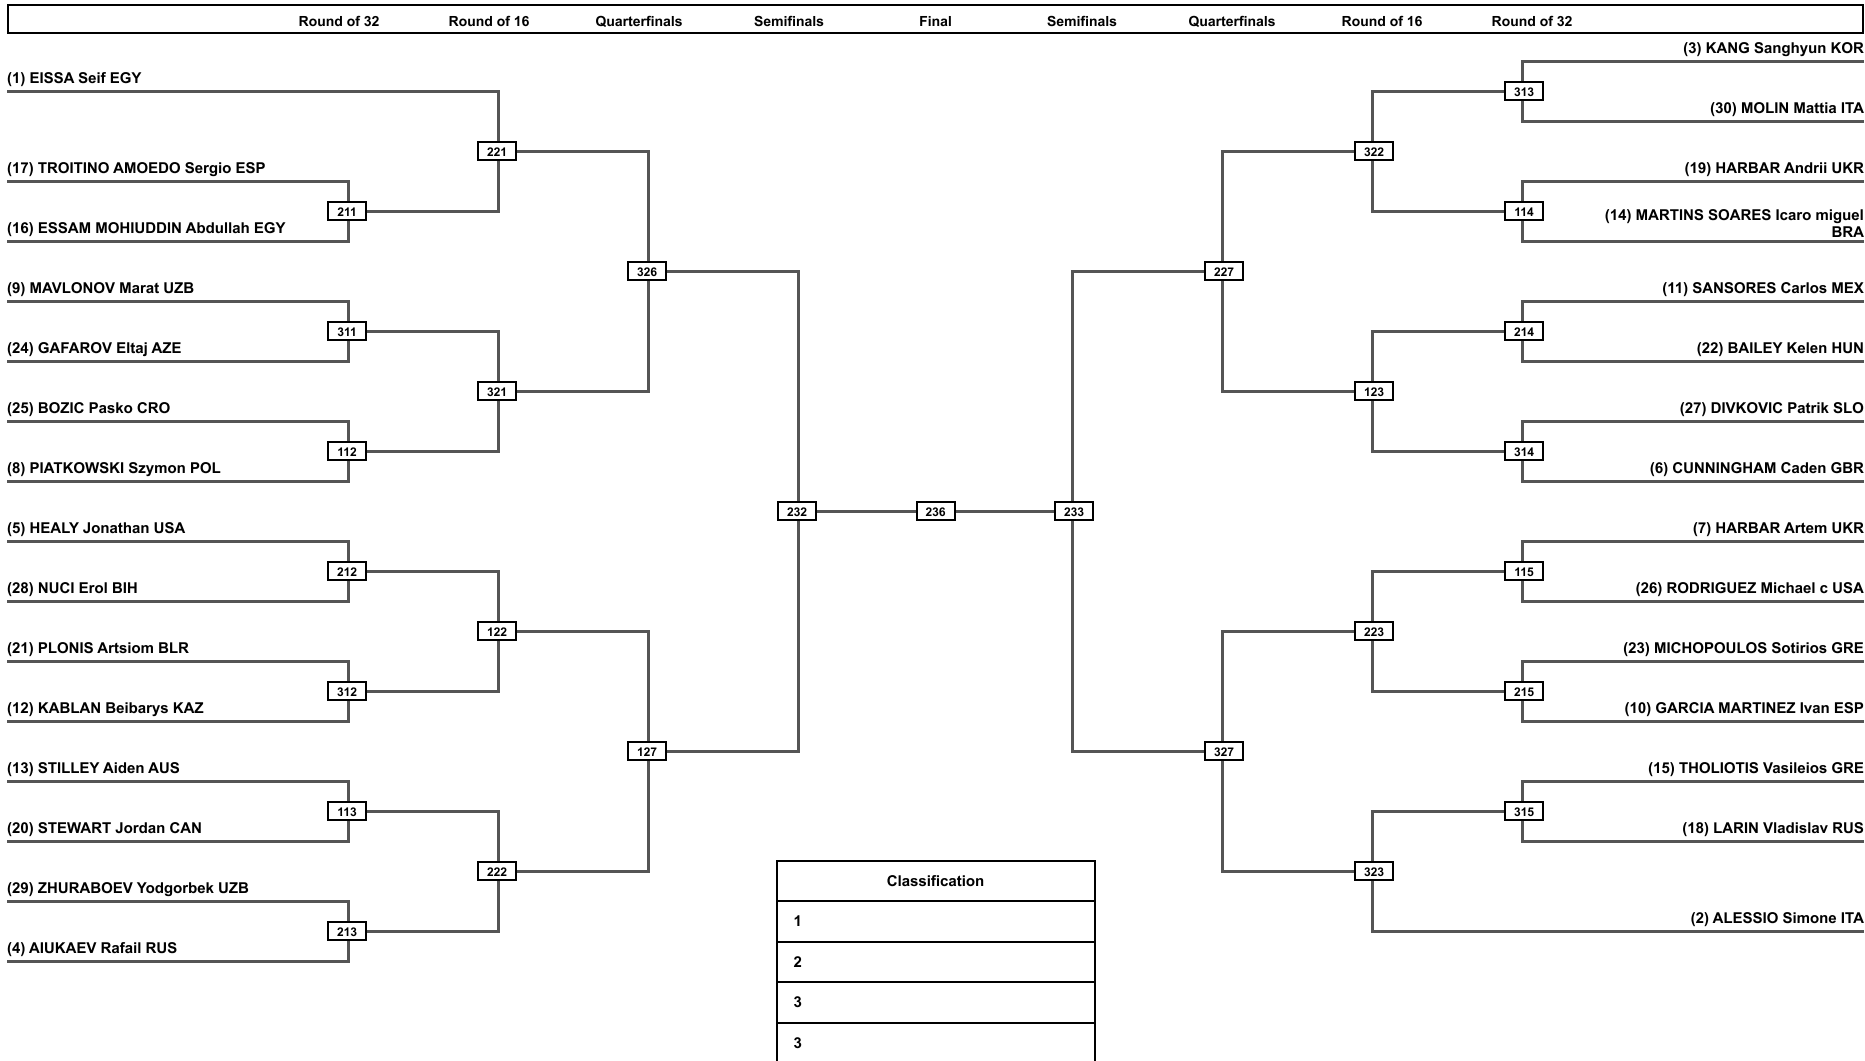 Round of 32 Round of 16 Quarterfinals Semifinals Final Semifinals Quarterfinals Round of 16 Round of 32
(1) EISSA Seif EGY
221
(17) TROITINO AMOEDO Sergio ESP
211
(16) ESSAM MOHIUDDIN Abdullah EGY
326
(9) MAVLONOV Marat UZB
311
(24) GAFAROV Eltaj AZE
321
(25) BOZIC Pasko CRO
112
(8) PIATKOWSKI Szymon POL
232
(5) HEALY Jonathan USA
212
(28) NUCI Erol BIH
122
(21) PLONIS Artsiom BLR
312
(12) KABLAN Beibarys KAZ
127
(13) STILLEY Aiden AUS
113
(20) STEWART Jordan CAN
222
(29) ZHURABOEV Yodgorbek UZB
213
(4) AIUKAEV Rafail RUS
236
(3) KANG Sanghyun KOR
313
(30) MOLIN Mattia ITA
322
(19) HARBAR Andrii UKR
114
(14) MARTINS SOARES Icaro miguel
BRA
227
(11) SANSORES Carlos MEX
214
(22) BAILEY Kelen HUN
123
(27) DIVKOVIC Patrik SLO
314
(6) CUNNINGHAM Caden GBR
233
(7) HARBAR Artem UKR
115
(26) RODRIGUEZ Michael c USA
223
(23) MICHOPOULOS Sotirios GRE
215
(10) GARCIA MARTINEZ Ivan ESP
327
(15) THOLIOTIS Vasileios GRE
315
(18) LARIN Vladislav RUS
323
(2) ALESSIO Simone ITA
Classification
1
2
3
3